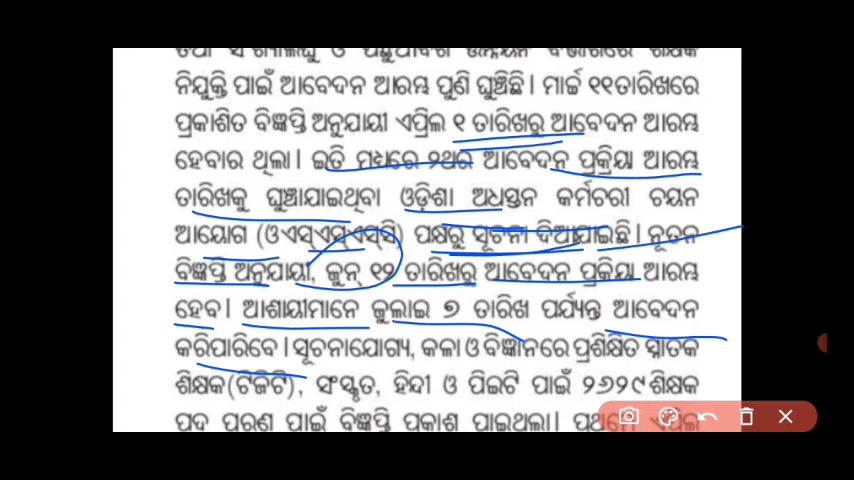 ନିଯୁକ୍ତି ପାଇଁ ଆବେଦନ ଆରମ୍ଭ ପୁଣି ଘୁଞ୍ଚିଛି। ମାର୍ଚ୍ଚ ୧୧ତାରିଖରେ
ପ୍ରକାଶିତ ବିଜ୍ଞପ୍ତି ଅନୁଯାୟୀ ଏପ୍ରିଲ ୧ ତାରିଖରୁ ଆବେଦନ ଆରମ୍ଭ
ହେବାର ଥିଲା। ଇତି ମଧ୍ୟରେ ୨ଥର ଆବେଦନ ପ୍ରକ୍ରିୟା ଆରମ୍ଭ
ତାରିଖକୁ ଘୁଞ୍ଚାଯାଇଥିବା ଓଡ଼ିଶା ଅଧସ୍ତନ କର୍ମଚାରୀ ଚୟନ
ଆୟୋଗ (ଓଏସ୍‌ଏସ୍‌ଏସ୍‌ସି) ପକ୍ଷରୁ ସୂଚନା ଦିଆଯାଇଛି। ନୂତନ
ବିଜ୍ଞପ୍ତି ଅନୁଯାୟୀ, ଜୁନ୍ ୧୨ ତାରିଖରୁ ଆବେଦନ ପ୍ରକ୍ରିୟା ଆରମ୍ଭ
ହେବ। ଆଶାୟୀମାନେ ଜୁଲାଇ ୭ ତାରିଖ ପର୍ଯ୍ୟନ୍ତ ଆବେଦନ
କରିପାରିବେ। ସୂଚନାଯୋଗ୍ୟ, କଳା ଓ ବିଜ୍ଞାନରେ ପ୍ରଶିକ୍ଷିତ ସ୍ନାତକ
ଶିକ୍ଷକ(ଟିଜିଟି), ସଂସ୍କୃତ, ହିନ୍ଦୀ ଓ ପିଇଟି ପାଇଁ ୨୬୨୯ଶିକ୍ଷକ
ପଦ ପୂରଣ ପାଇଁ ବିଜ୍ଞପ୍ତି ପ୍ରକାଶ ପାଇଥିଲା।